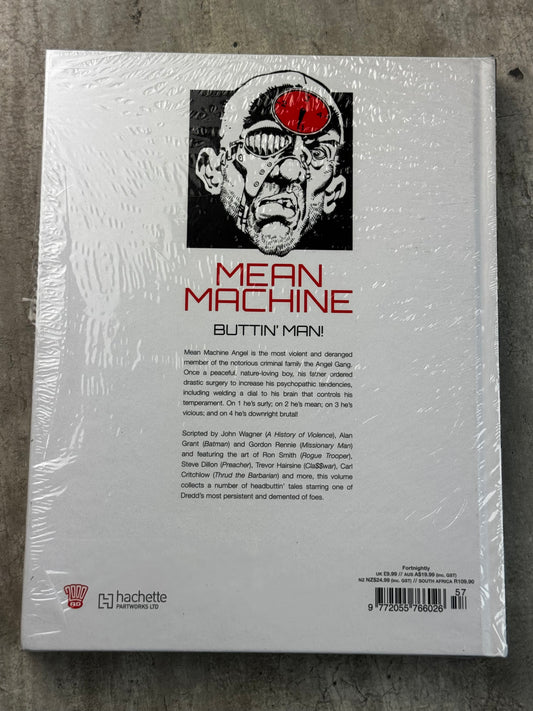 MEAN
MACHINE
BUTTIN' MAN!
Mean Machine Angel is the most violent and deranged
member of the notorious criminal family the Angel Gang.
Once a peaceful, nature-loving boy, his father ordered
drastic surgery to increase his psychopathic tendencies,
including welding a dial to his brain that controls his
temperament. On 1 he's surly; on 2 he's mean; on 3 he's
vicious; and on 4 he's downright brutal!
Scripted by John Wagner (A History of Violence), Alan
Grant (Batman) and Gordon Rennie (Missionary Man)
and featuring the art of Ron Smith (Rogue Trooper),
Steve Dillon (Preacher), Trevor Hairsine (Cla$$war), Carl
Critchlow (Thrud the Barbarian) and more, this volume
collects a number of headbuttin' tales starring one of
Dredd's most persistent and demented of foes.
Fortnightly
UK £9.99 // AUS A$19.99 (inc. GST)
NZ NZ$24.99 (inc. GST) // SOUTH AFRICA R109.90
57
9 772055 766026
2000
AD
hachette
PARTWORKS LTD